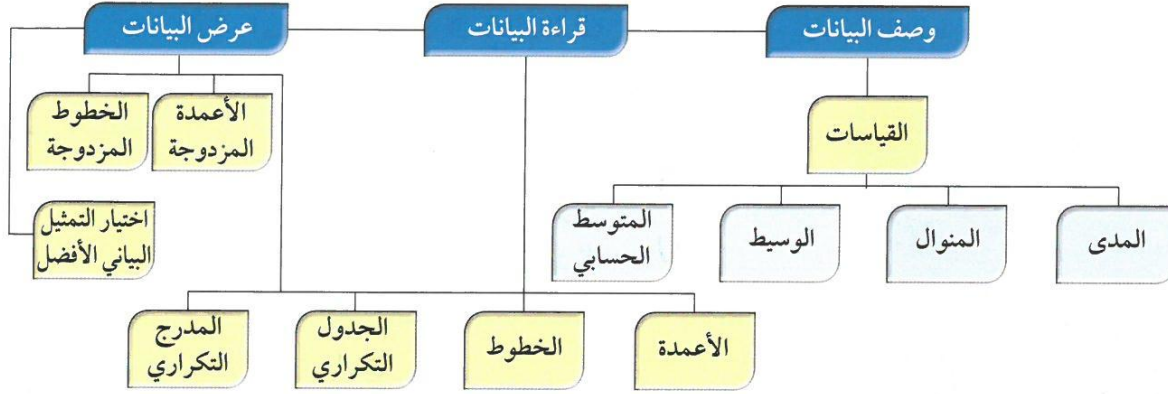 وصف البيانات
قراءة البيانات
عرض البيانات
القياسات
الأعمدة
المزدوجة
الخطوط
المزدوجة
المدى
المنوال
الوسيط
المتوسط
الحسابي
اختيار التمثيل
البياني الأفضل
الأعمدة
الخطوط
الجدول
التكراري
المدرج
التكراري